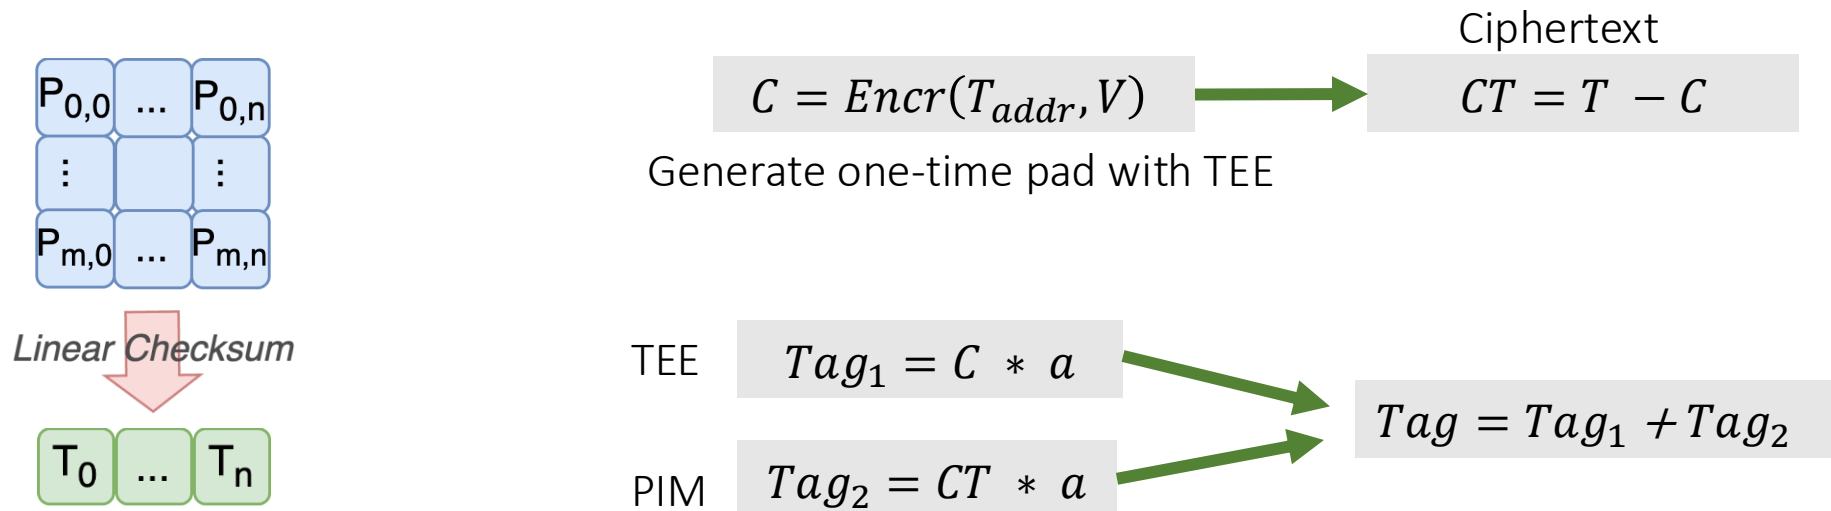 P0,0 ... P0,n
⋮ ⋮
Pm,0 ... Pm,n
Linear Checksum
T0 ... Tn
Ciphertext
C = Encr(Taddr, V)
CT = T − C
Generate one-time pad with TEE
TEE
Tag1 = C * a
PIM
Tag2 = CT * a
Tag = Tag1 + Tag2